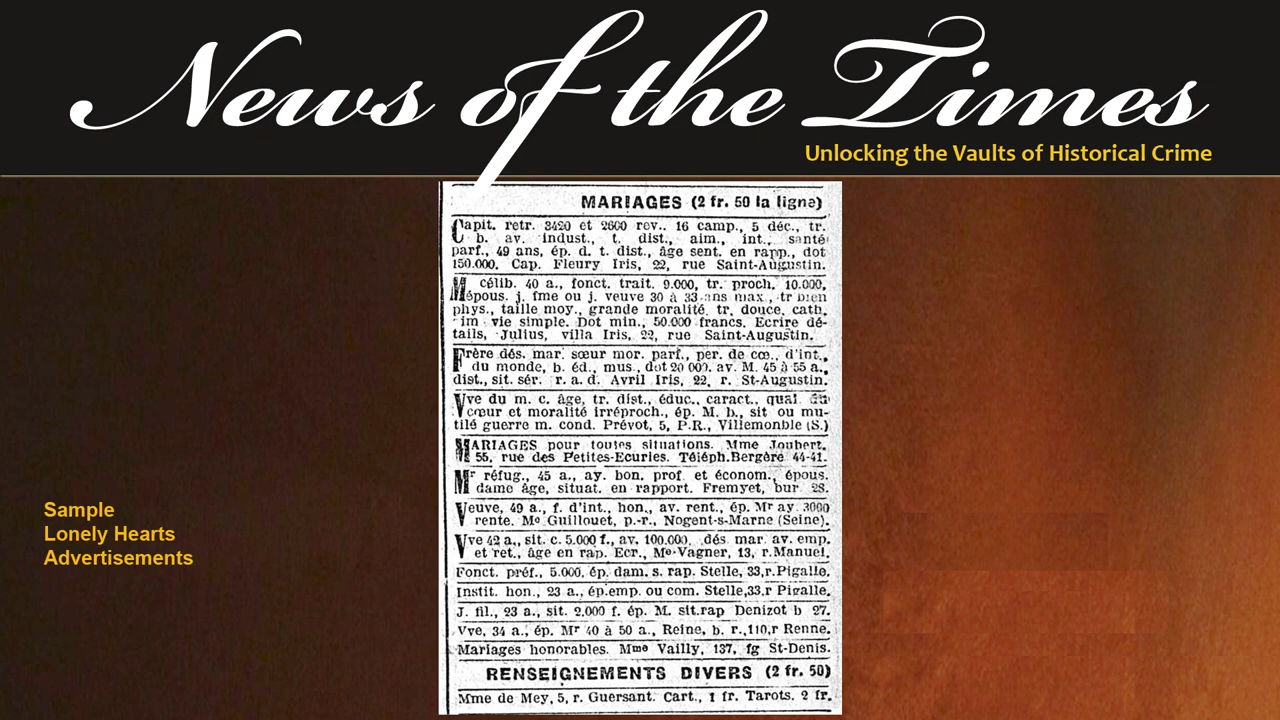 News of the Times
Unlocking the Vaults of Historical Crime
MARIAGES (2 fr. 50 la ligne)
Capit. retr. 3420 et 2600 rev.. 16 camp., 5 déc., tr.
b. av. indust., t. dist., aim., int., santé
parf., 49 ans, ép. d. t. dist., âge sent. en rapp., dot
150.000. Cap. Fleury Iris, 22, rue Saint-Augustin.
M célib. 40 a., fonct. trait. 9.000, tr. proch. 10.000,
épous. j. fme ou j. veuve 30 à 33 ans max., tr bien
phys., taille moy., grande moralité. tr. douce, cath.
im vie simple. Dot min., 50.000 francs. Ecrire dé-
tails, Julius, villa Iris, 22, rue Saint-Augustin.
Frère dés. mar. sœur mor. parf., per. de cœ., d'int.,
du monde, b. éd., mus., dot 20 000. av. M. 45 à 55 a.,
dist., sit. sér. r. a. d. Avril Iris, 22, r. St-Augustin.
Vve du m. c. âge, tr. dist., éduc., caract., qual. du
cœur et moralité irréproch., ép. M. h., sit ou mu-
tilé guerre m. cond. Prévot, 5, P.R., Villemonble (S.)
MARIAGES pour toutes situations. Mme Joubert.
55, rue des Petites-Ecuries. Téléph. Bergère 44-41.
Mr réfug., 45 a., ay. bon. prof. et économ., épous.
dame âge, situat. en rapport. Fremyet, bur 28.
Veuve, 49 a., f. d'int., hon., av. rent., ép. Mr ay. 3000
rente. Me Guillouet, p.-r., Nogent-s-Marne (Seine).
Vve 42 a., sit. c. 5.000 f., av. 100.000. dés. mar. av. emp.
et ret., âge en rap. Ecr., Me Vagner, 13, r. Manuel.
Fonct. préf., 5.000. ép. dam. s. rap. Stelle, 33, r. Pigalle.
Instit. hon., 23 a., ép. emp. ou com. Stelle, 33, r Pigalle.
J. fil., 23 a., sit. 2.000 f. ép. M. sit. rap Denizot b 27.
Vve, 34 a., ép. Mr 40 à 50 a., Reine, b. r., 110, r Renne.
Mariages honorables. Mme Vailly, 137, fg St-Denis.
RENSEIGNEMENTS DIVERS (2 fr. 50)
Mme de Mey, 5, r. Guersant. Cart., 1 fr. Tarots. 2 fr.
Sample
Lonely Hearts
Advertisements